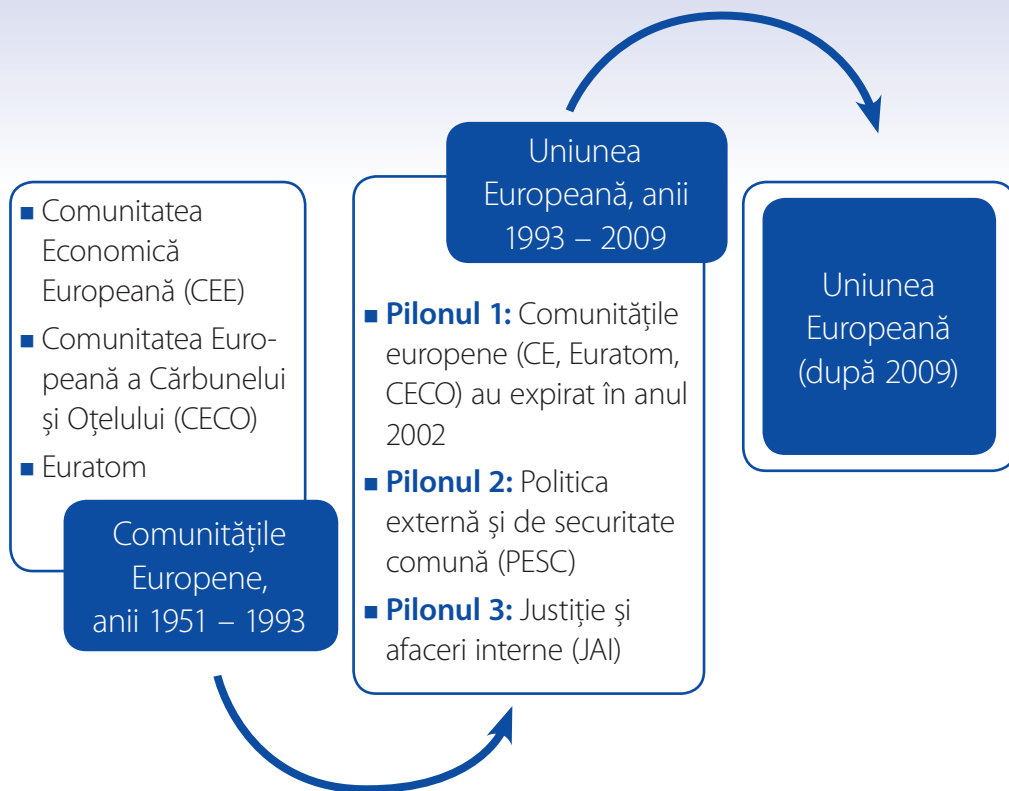 ■ Comunitatea
Economică
Europeană (CEE)
■ Comunitatea Euro-
peană a Cărbunelui
și Oțelului (CECO)
■ Euratom
Comunitățile
Europene,
anii 1951 – 1993
Uniunea
Europeană, anii
1993 – 2009
■ Pilonul 1: Comunitățile
europene (CE, Euratom,
CECO) au expirat în anul
2002
■ Pilonul 2: Politica
externă și de securitate
comună (PESC)
■ Pilonul 3: Justiție și
afaceri interne (JAI)
Uniunea
Europeană
(după 2009)